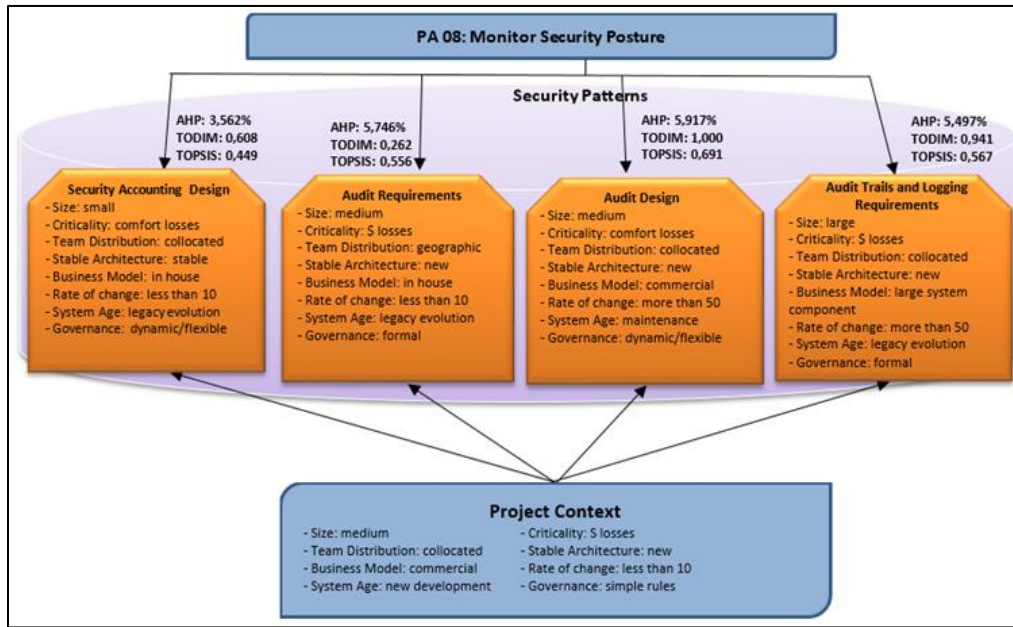 PA 08: Monitor Security Posture
Security Patterns
AHP: 3,562%
TODIM: 0,608
TOPSIS: 0,449
AHP: 5,746%
TODIM: 0,262
TOPSIS: 0,556
AHP: 5,917%
TODIM: 1,000
TOPSIS: 0,691
AHP: 5,497%
TODIM: 0,941
TOPSIS: 0,567
Security Accounting Design
- Size: small
- Criticality: comfort losses
- Team Distribution: collocated
- Stable Architecture: stable
- Business Model: in house
- Rate of change: less than 10
- System Age: legacy evolution
- Governance: dynamic/flexible
Audit Requirements
- Size: medium
- Criticality: $ losses
- Team Distribution: geographic
- Stable Architecture: new
- Business Model: in house
- Rate of change: less than 10
- System Age: legacy evolution
- Governance: formal
Audit Design
- Size: medium
- Criticality: comfort losses
- Team Distribution: collocated
- Stable Architecture: new
- Business Model: commercial
- Rate of change: more than 50
- System Age: maintenance
- Governance: dynamic/flexible
Audit Trails and Logging
Requirements
- Size: large
- Criticality: $ losses
- Team Distribution: collocated
- Stable Architecture: new
- Business Model: large system
component
- Rate of change: more than 50
- System Age: legacy evolution
- Governance: formal
Project Context
- Size: medium
- Team Distribution: collocated
- Business Model: commercial
- System Age: new development
- Criticality: S losses
- Stable Architecture: new
- Rate of change: less than 10
- Governance: simple rules